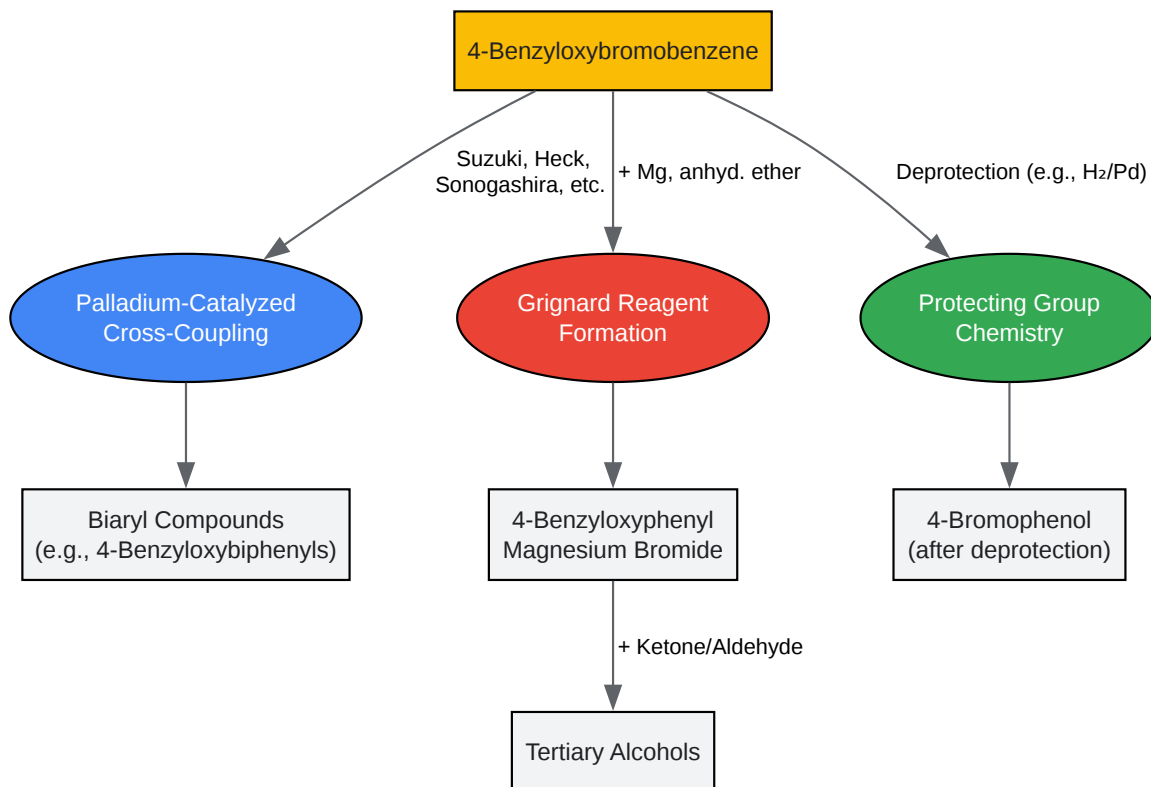 4-Benzyloxybromobenzene
Suzuki, Heck,
Sonogashira, etc.
+ Mg, anhyd. ether
Deprotection (e.g., H₂/Pd)
Palladium-Catalyzed
Cross-Coupling
Grignard Reagent
Formation
Protecting Group
Chemistry
Biaryl Compounds
(e.g., 4-Benzyloxybiphenyls)
4-Benzyloxyphenyl
Magnesium Bromide
4-Bromophenol
(after deprotection)
+ Ketone/Aldehyde
Tertiary Alcohols